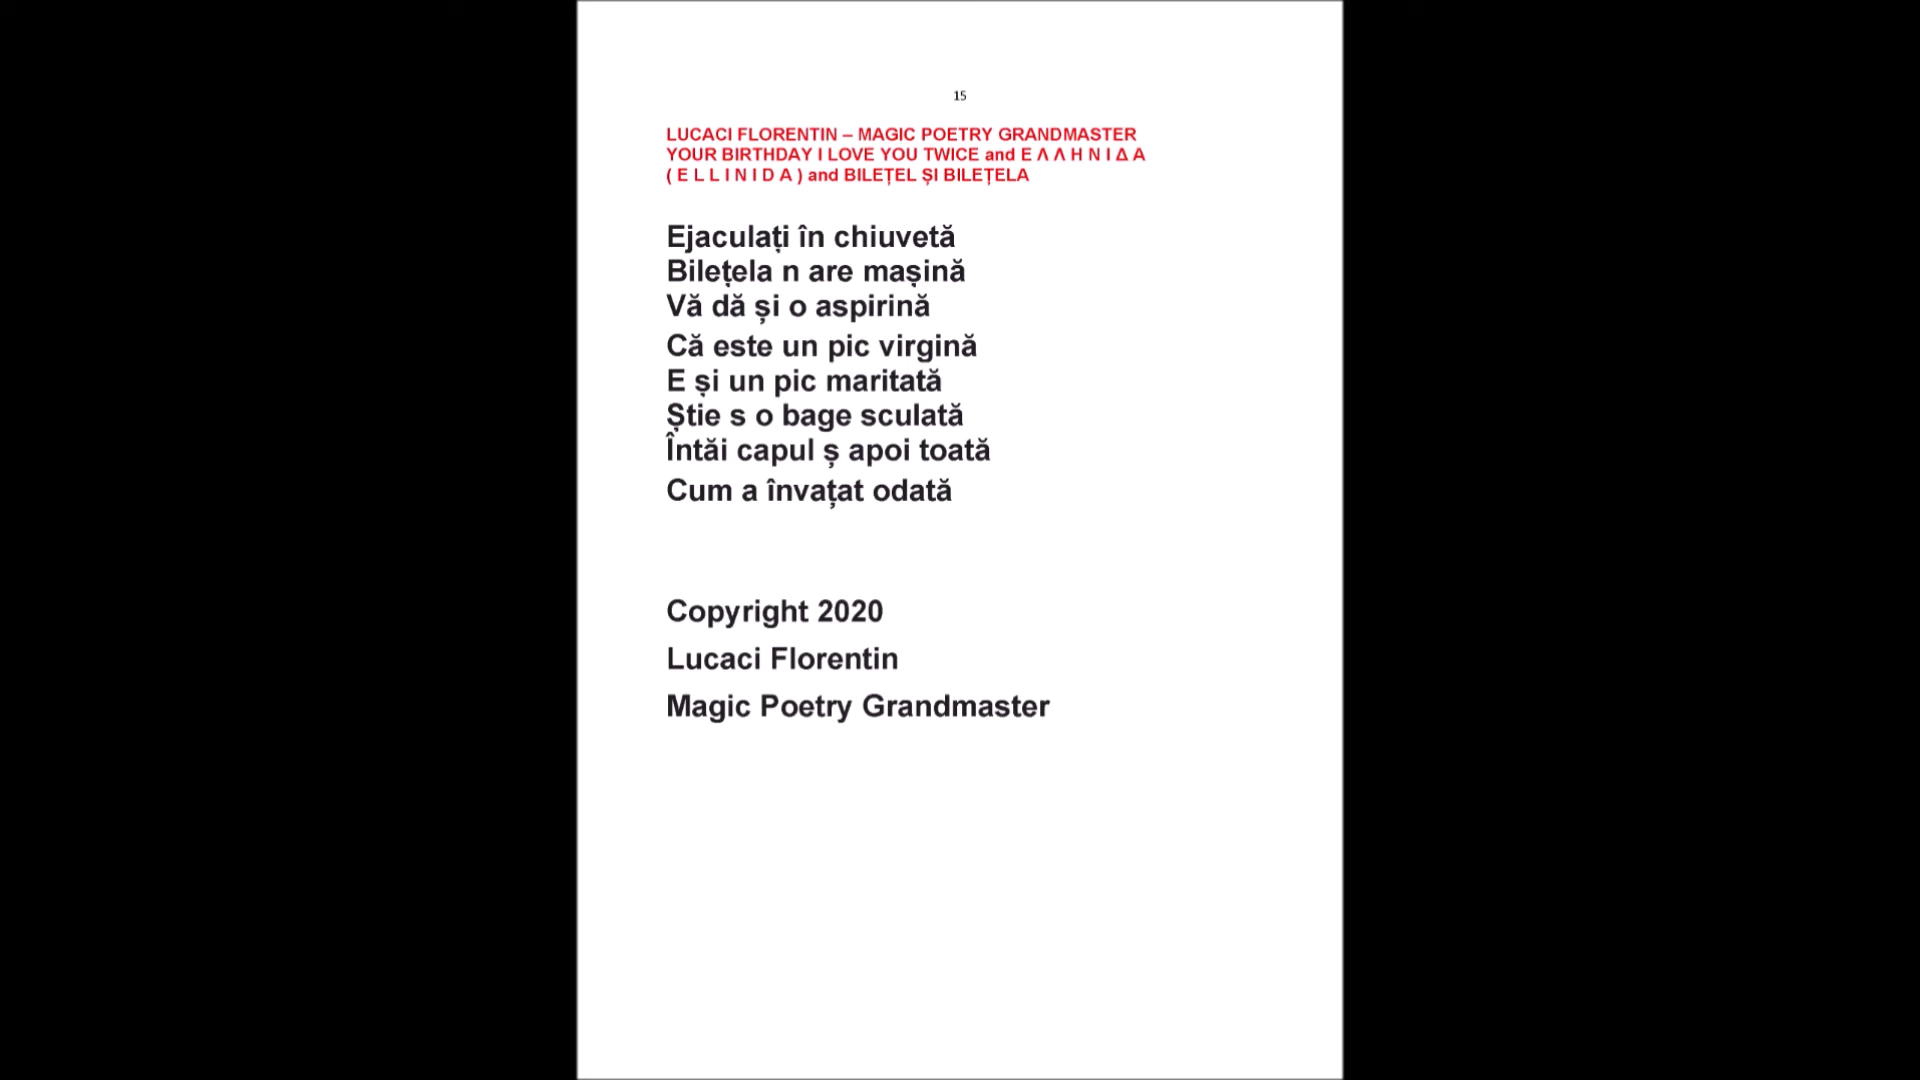 15
LUCACI FLORENTIN – MAGIC POETRY GRANDMASTER
YOUR BIRTHDAY I LOVE YOU TWICE and Ε Λ Λ Η Ν Ι Δ Α
( E L L I N I D A ) and BILEȚEL ȘI BILEȚELA
Ejaculați în chiuvetă
Bilețela n are mașină
Vă dă și o aspirină
Că este un pic virgină
E și un pic maritată
Știe s o bage sculată
Întăi capul ș apoi toată
Cum a învațat odată
Copyright 2020
Lucaci Florentin
Magic Poetry Grandmaster